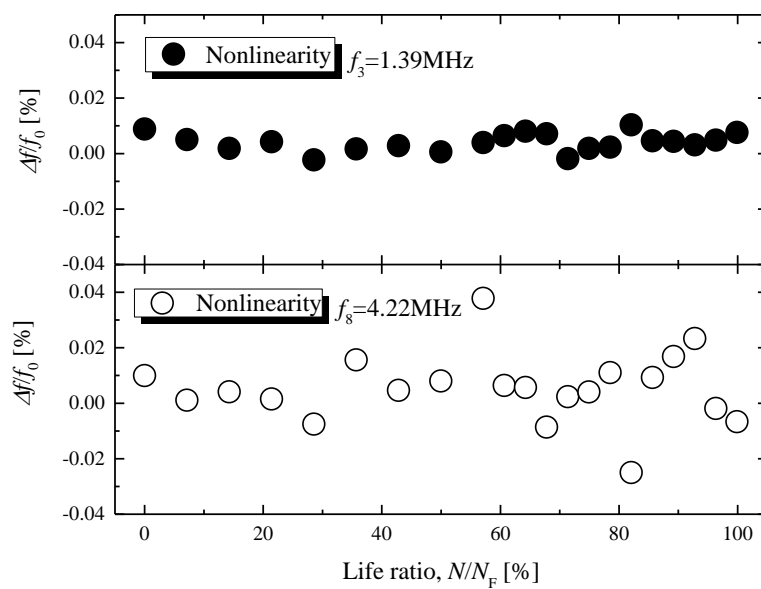 0.04
0.02
0.00
-0.02
-0.04
Δf/f0 [%]
Nonlinearity f3=1.39MHz
0.04
0.02
0.00
-0.02
-0.04
Δf/f0 [%]
Nonlinearity f8=4.22MHz
0 20 40 60 80 100
Life ratio, N/NF [%]